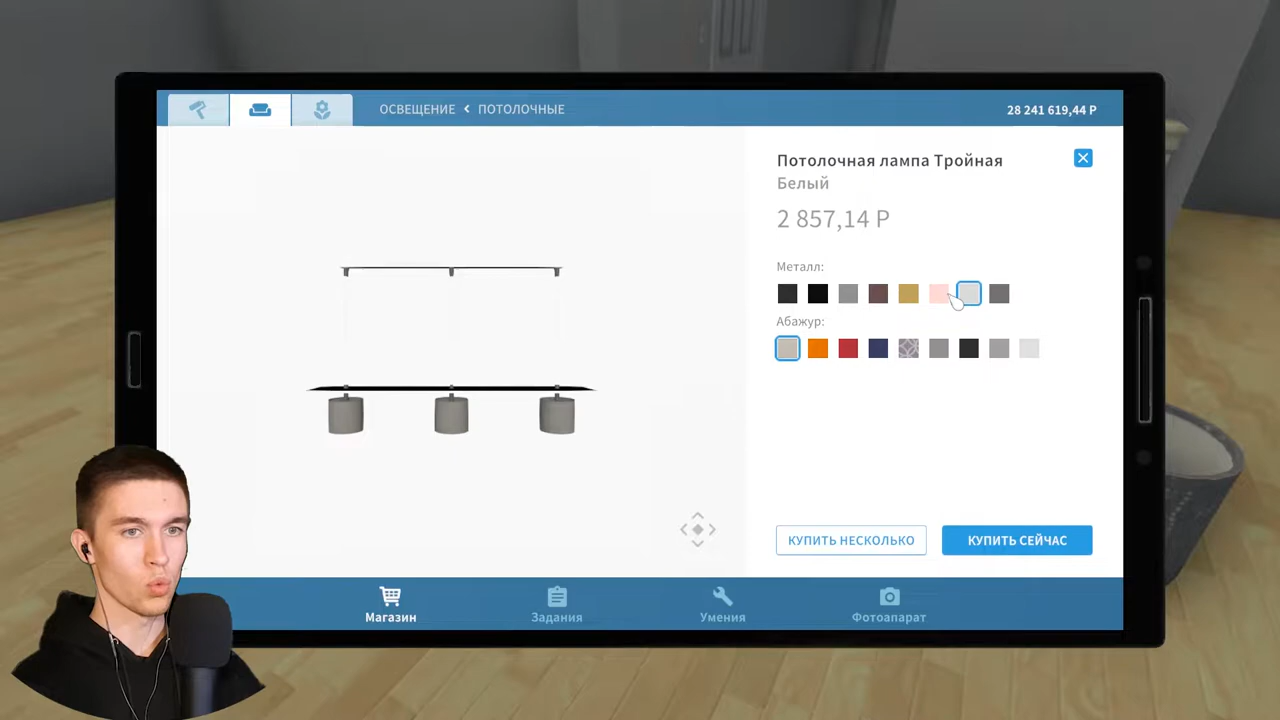 ОСВЕЩЕНИЕ < ПОТОЛОЧНЫЕ
28 241 619,44 Р
Потолочная лампа Тройная
Белый
2 857,14 Р
Металл:
Абажур:
КУПИТЬ НЕСКОЛЬКО
КУПИТЬ СЕЙЧАС
Магазин
Задания
Умения
Фотоапарат